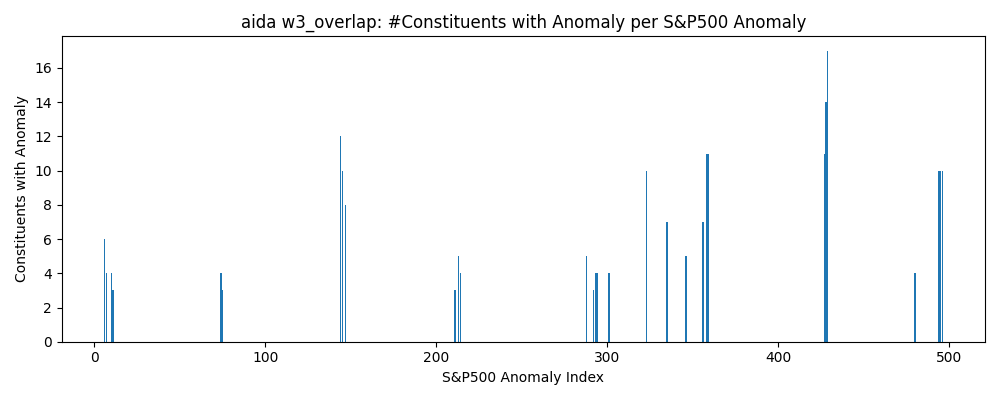 aida w3_overlap: #Constituents with Anomaly per S&P500 Anomaly
Constituents with Anomaly
16
14
12
10
8
6
4
2
0
0 100 200 300 400 500
S&P500 Anomaly Index